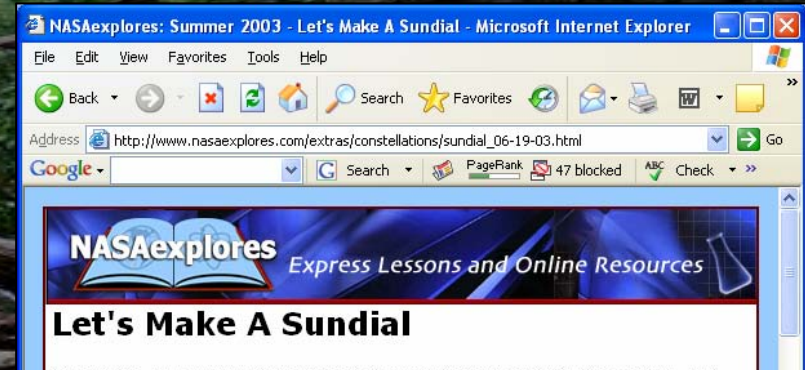 NASAexplores: Summer 2003 - Let's Make A Sundial - Microsoft Internet Explorer
File Edit View Favorites Tools Help
Back Search Favorites
Address http://www.nasaexplores.com/extras/constellations/sundial_06-19-03.html Go
Google Search PageRank 47 blocked ABC Check
NASAexplores Express Lessons and Online Resources
Let's Make A Sundial